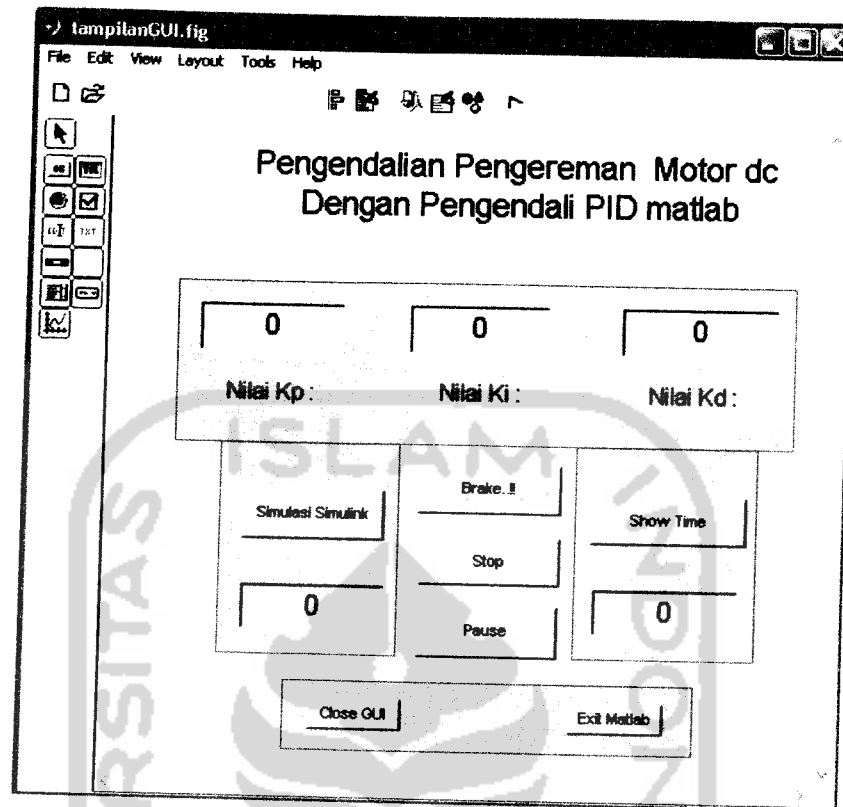 tampilanGUI.fig
File Edit View Layout Tools Help
Pengendalian Pengereman Motor dc
Dengan Pengendali PID matlab
0 0 0
Nilai Kp : Nilai Ki : Nilai Kd :
Simulasi Simulink
Brake..!!
Show Time
Stop
0
0
Pause
Close GUI
Exit Matlab
ISLAM